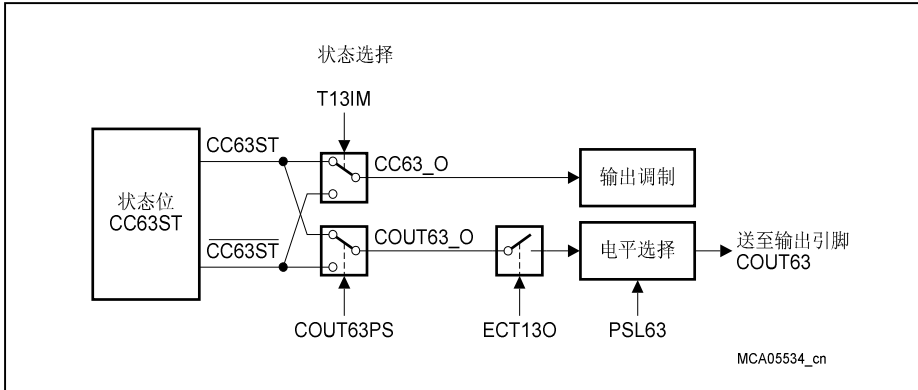 状态选择
T13IM
CC63ST
CC63_O
状态位
CC63ST
输出调制
CC63ST
COUT63_O
电平选择
送至输出引脚
COUT63
COUT63PS
ECT13O
PSL63
MCA05534_cn